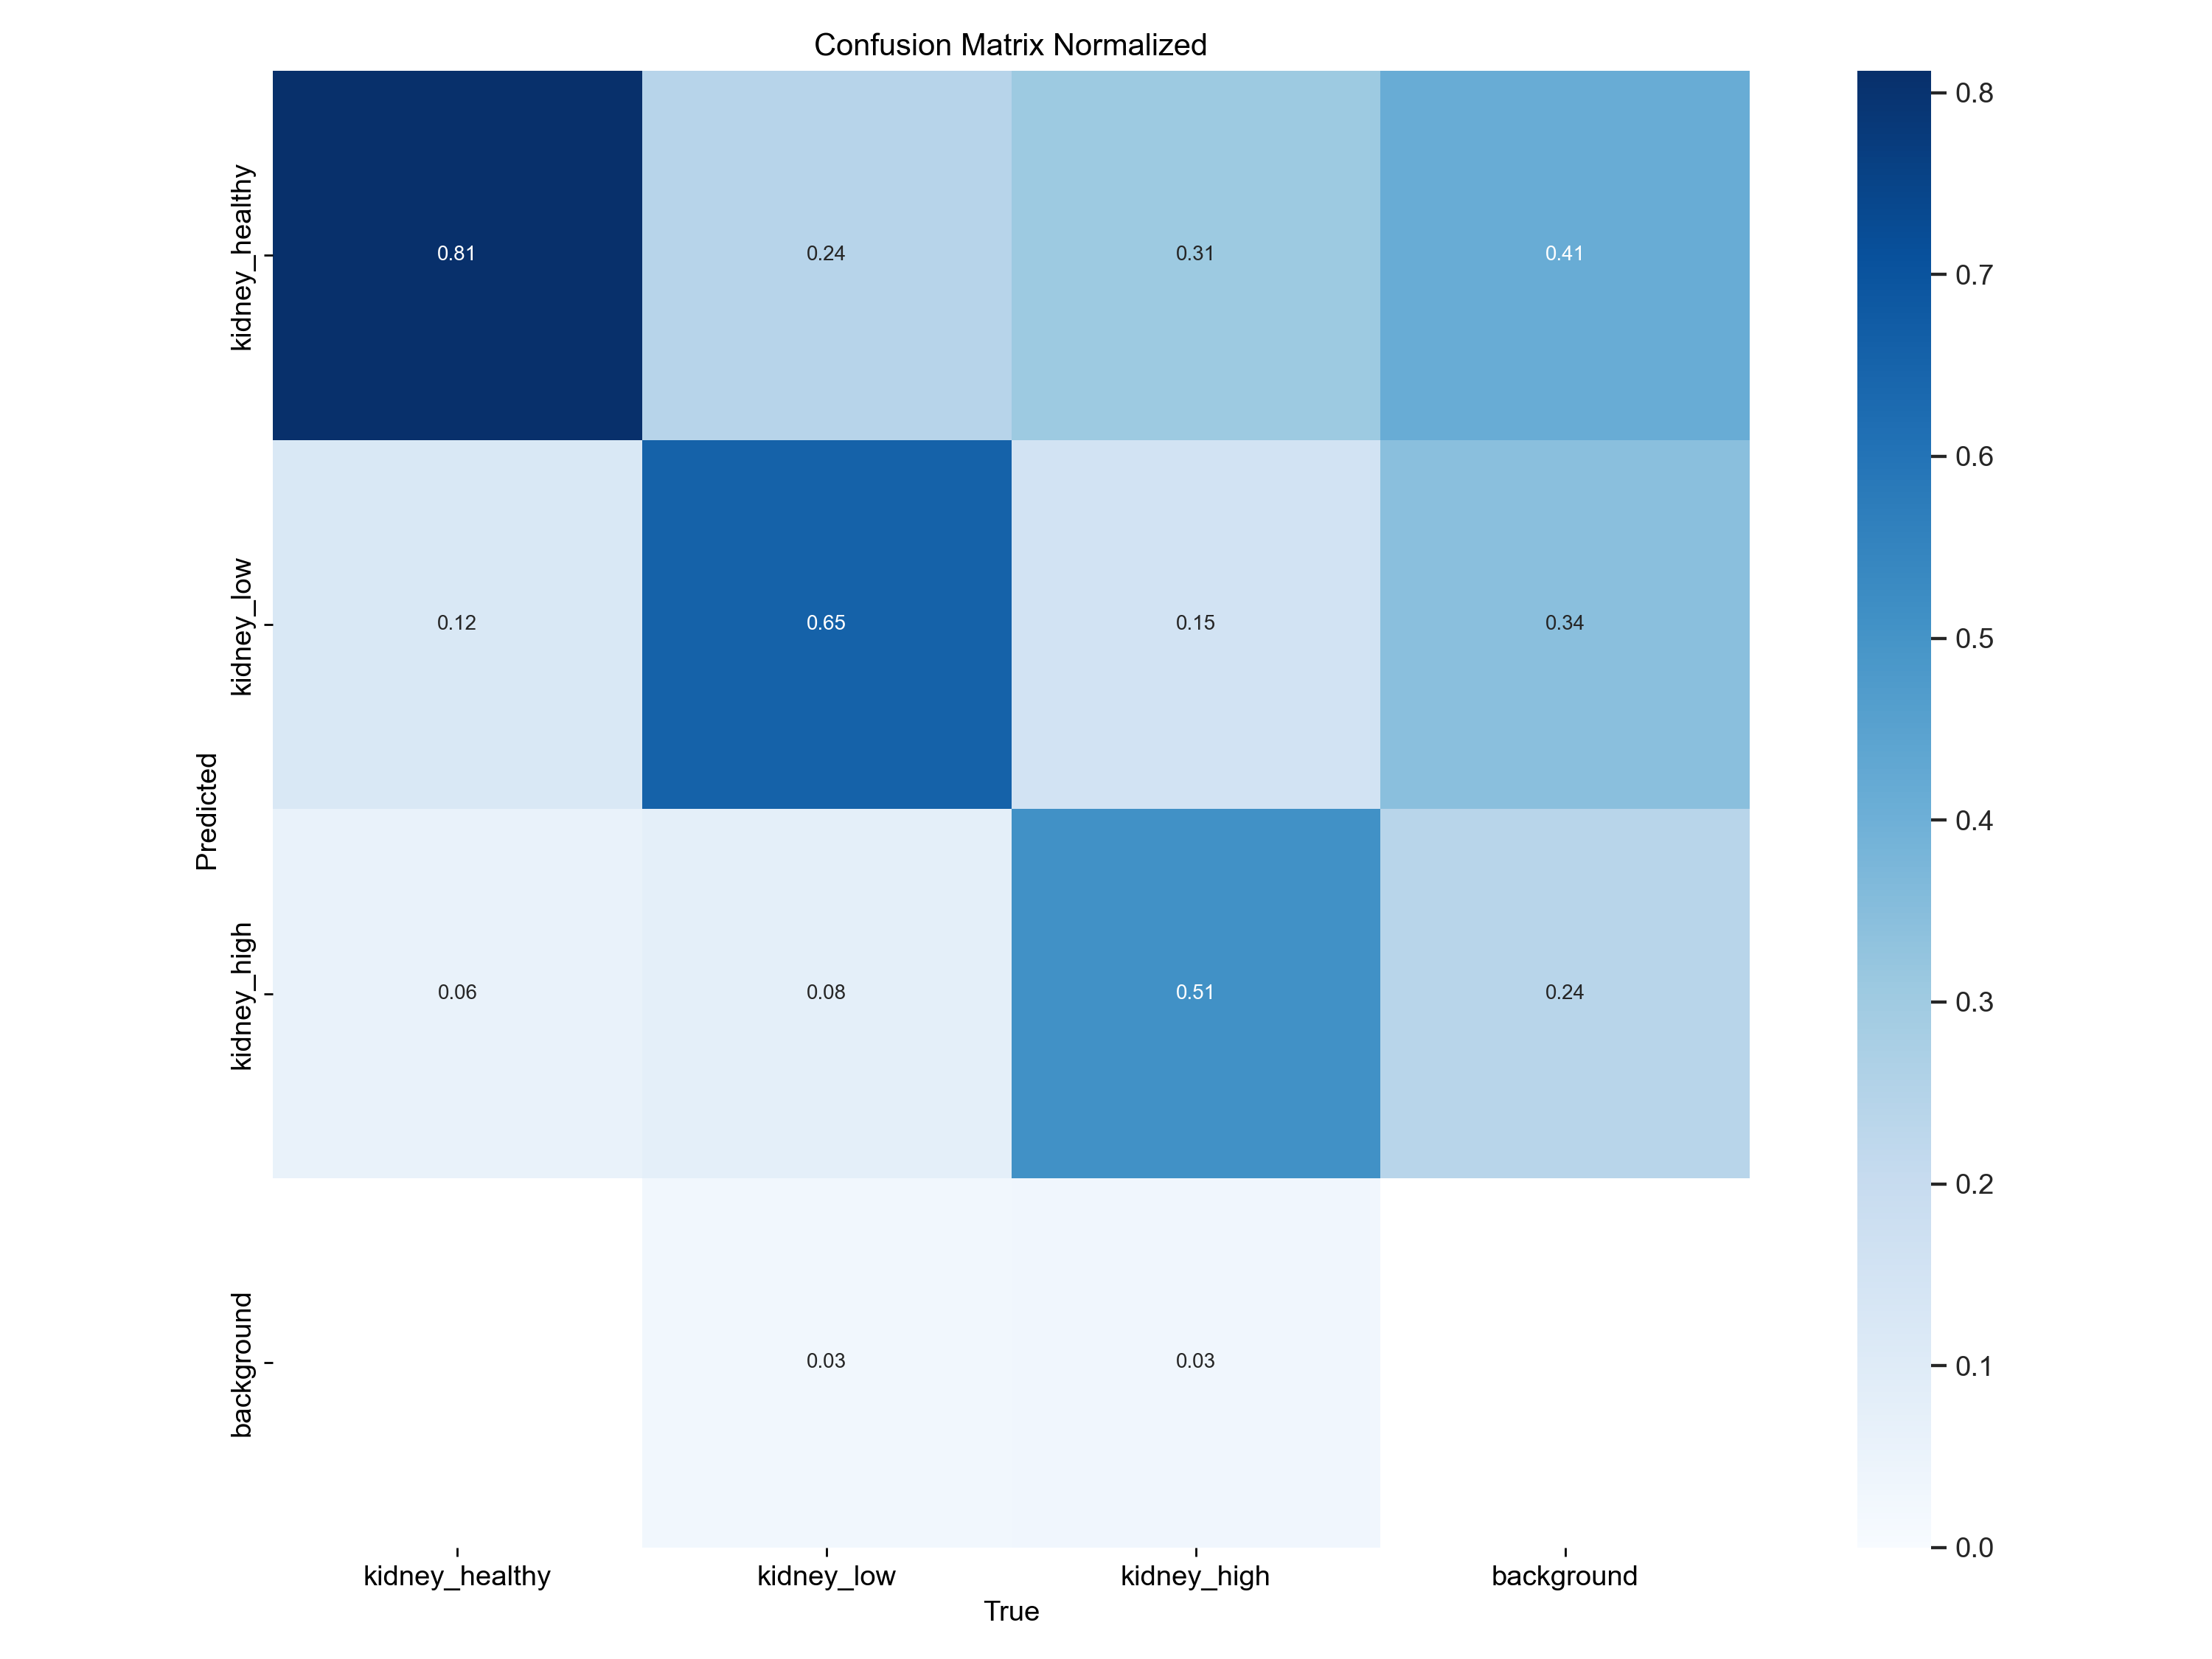 Confusion Matrix Normalized
kidney_healthy
0.81
0.24
0.31
0.41
kidney_low
0.12
0.65
0.15
0.34
kidney_high
0.06
0.08
0.51
0.24
background
0.03
0.03
Predicted
kidney_healthy
kidney_low
kidney_high
background
True
0.8
0.7
0.6
0.5
0.4
0.3
0.2
0.1
0.0